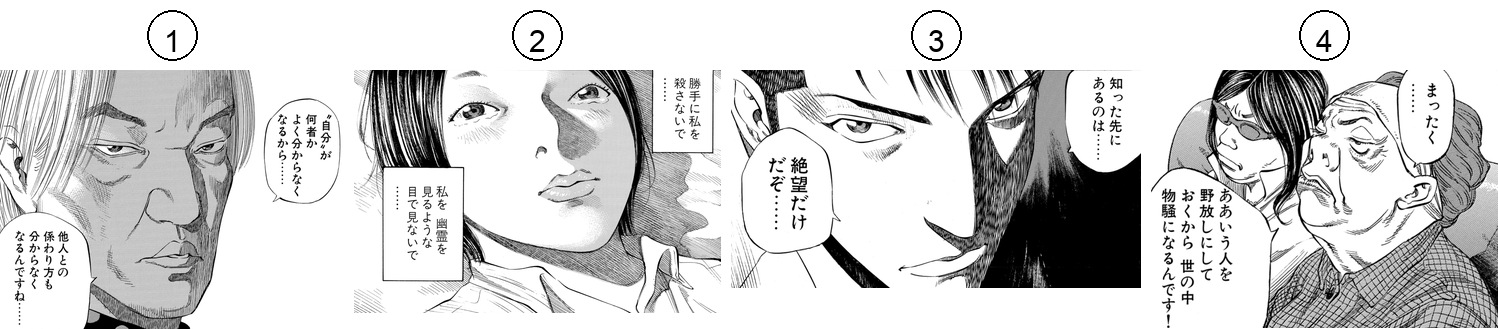 1
2
3
4
“自分”が
何者か
よく分からなく
なるから……
他人との
係わり方も
分からなく
なるんですね……
勝手に私を
殺さないで
……
私を 幽霊を
見るような
目で見ないで
……
知った先に
あるのは……
絶望だけ
だぞ……
まったく
……
ああいう人を
野放しにして
おくから 世の中
物騒になるんです！